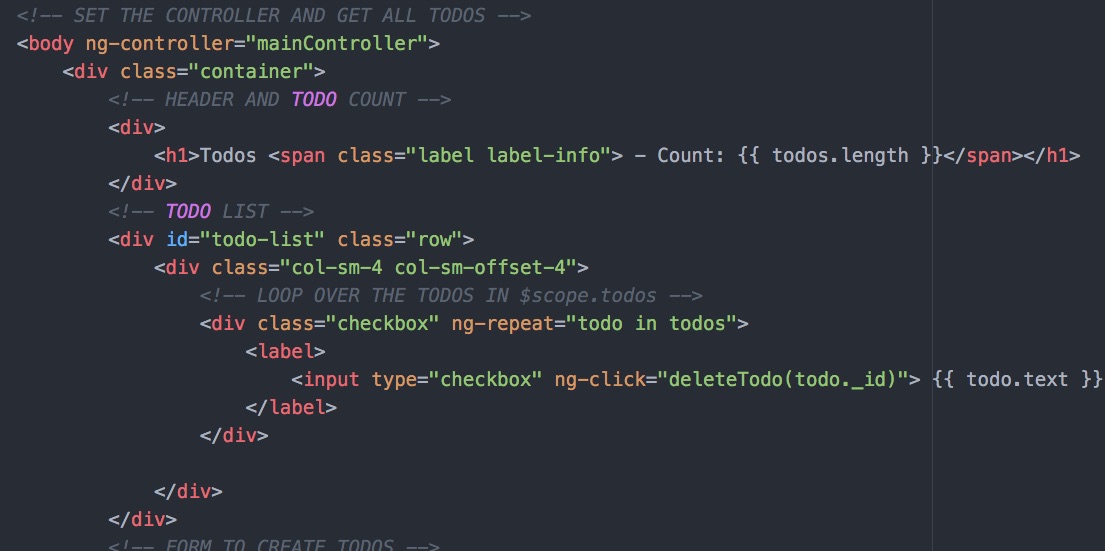 <!-- SET THE CONTROLLER AND GET ALL TODOS -->
<body ng-controller="mainController">
<div class="container">
<!-- HEADER AND TODO COUNT -->
<div>
<h1>Todos <span class="label label-info"> - Count: {{ todos.length }}</span></h1>
</div>
<!-- TODO LIST -->
<div id="todo-list" class="row">
<div class="col-sm-4 col-sm-offset-4">
<!-- LOOP OVER THE TODOS IN $scope.todos -->
<div class="checkbox" ng-repeat="todo in todos">
<label>
<input type="checkbox" ng-click="deleteTodo(todo._id)"> {{ todo.text }}
</label>
</div>
</div>
</div>
<!-- FORM TO CREATE TODOS -->